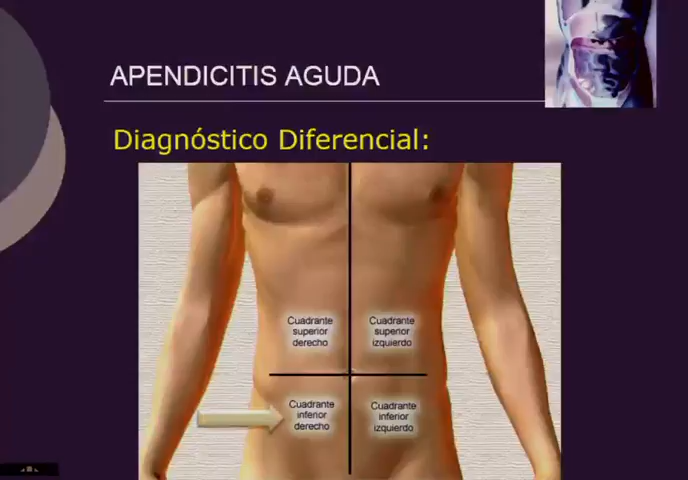 APENDICITIS AGUDA
Diagnóstico Diferencial:
Cuadrante
superior
derecho
Cuadrante
superior
izquierdo
Cuadrante
inferior
derecho
Cuadrante
inferior
izquierdo